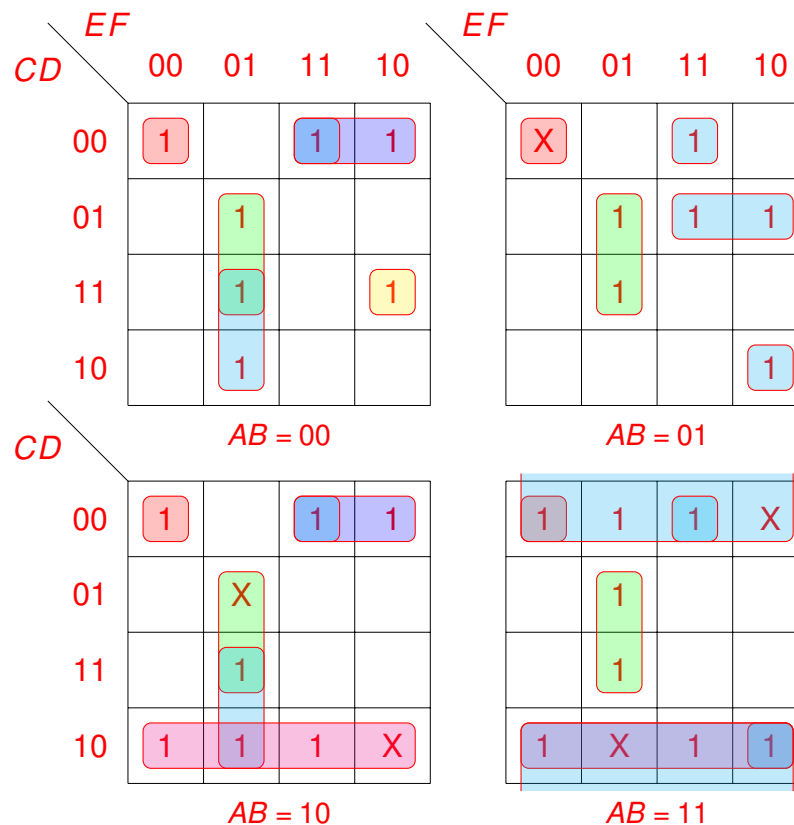 EF EF
CD 00 01 11 10 00 01 11 10
00 1 1 1 X 1
01 1 1 1 1
11 1 1 1
10 1 1
CD AB = 00 AB = 01
00 1 1 1 1 1 1 X
01 X 1
11 1 1
10 1 1 1 X 1 X 1 1
AB = 10 AB = 11